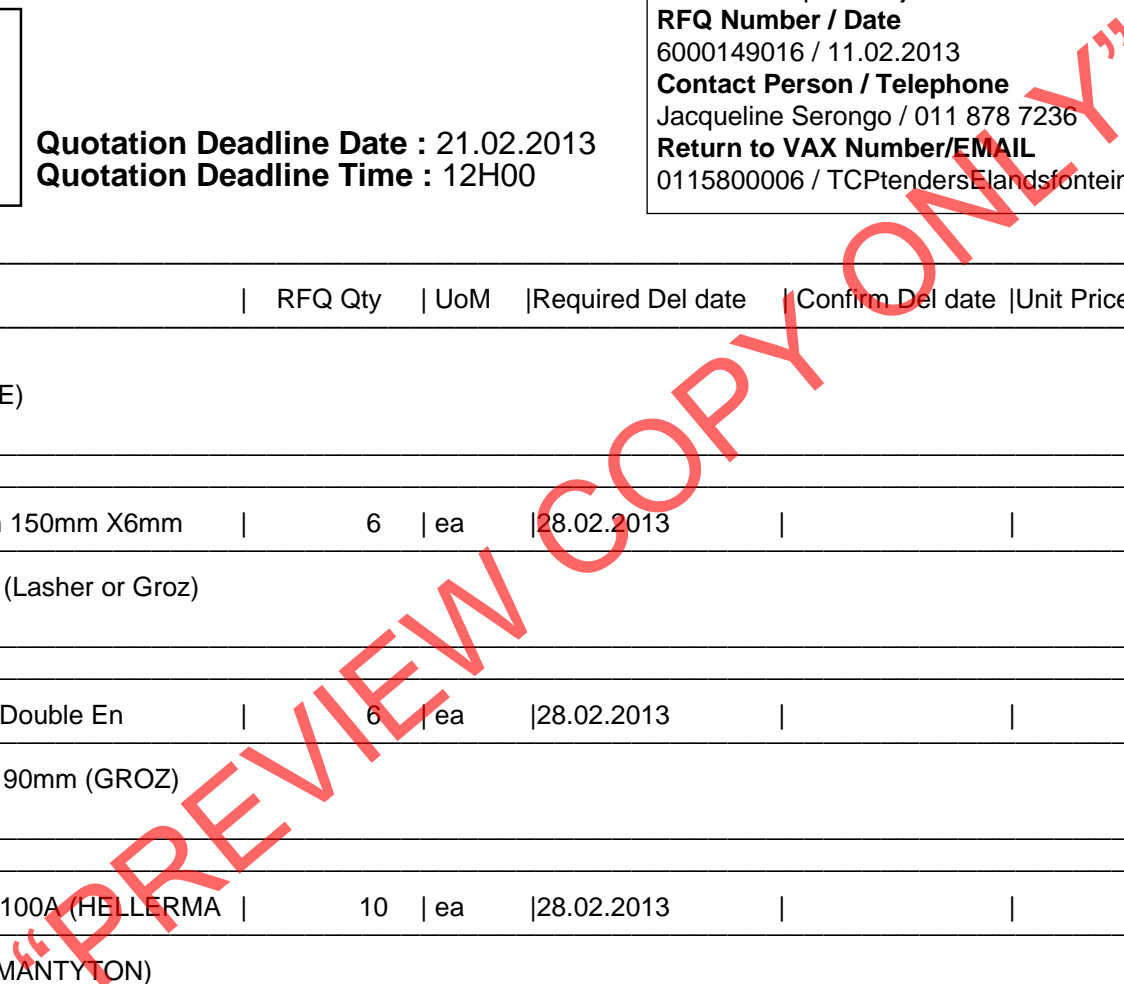 RFQ Number / Date
6000149016 / 11.02.2013
Contact Person / Telephone
Jacqueline Serongo / 011 878 7236
Return to VAX Number/EMAIL
0115800006 / TCPtendersElandsfontein
Quotation Deadline Date : 21.02.2013
Quotation Deadline Time : 12H00
| RFQ Qty | UoM |Required Del date | Confirm Del date |Unit Price
E)
150mm X6mm | 6 | ea |28.02.2013 | |
(Lasher or Groz)
Double En | 6 | ea |28.02.2013 | |
90mm (GROZ)
100A (HELLERMA | 10 | ea |28.02.2013 | |
MANTYTON)
“PREVIEW COPY ONLY”